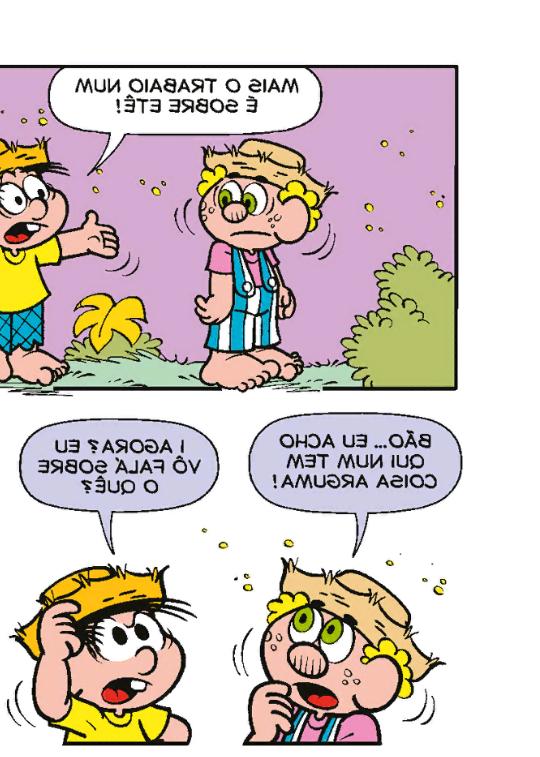 MAIS O TRABAIO NUM
É SOBRE ETÊ!
BÃO... EU ACHO
QUI NUM TEM
COISA ARGUMA!
I AGORA? EU
VÔ FALÁ SOBRE
O QUÊ?